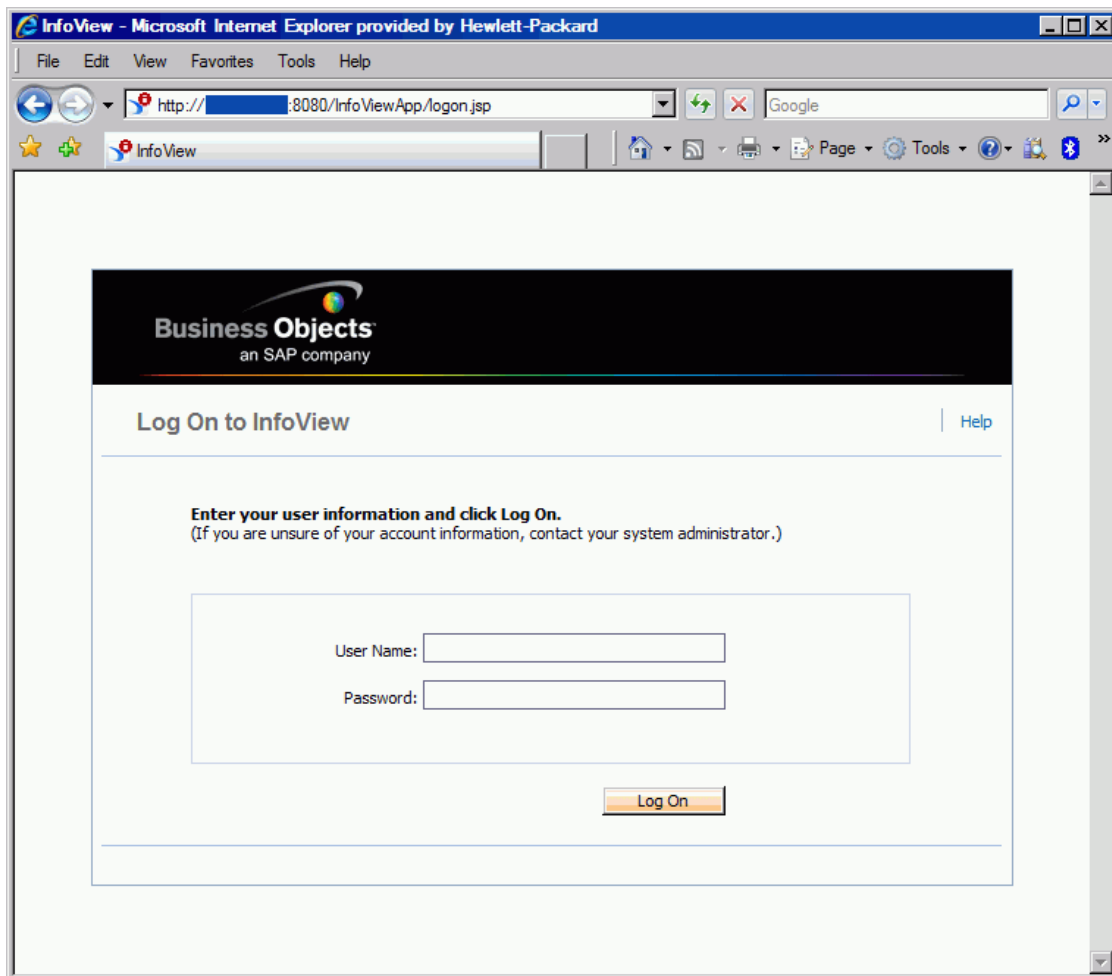 InfoView - Microsoft Internet Explorer provided by Hewlett-Packard
File Edit View Favorites Tools Help
http:// :8080/InfoViewApp/logon.jsp Google
InfoView Page Tools »
Business Objects
an SAP company
Log On to InfoView Help
Enter your user information and click Log On.
(If you are unsure of your account information, contact your system administrator.)
User Name:
Password:
Log On